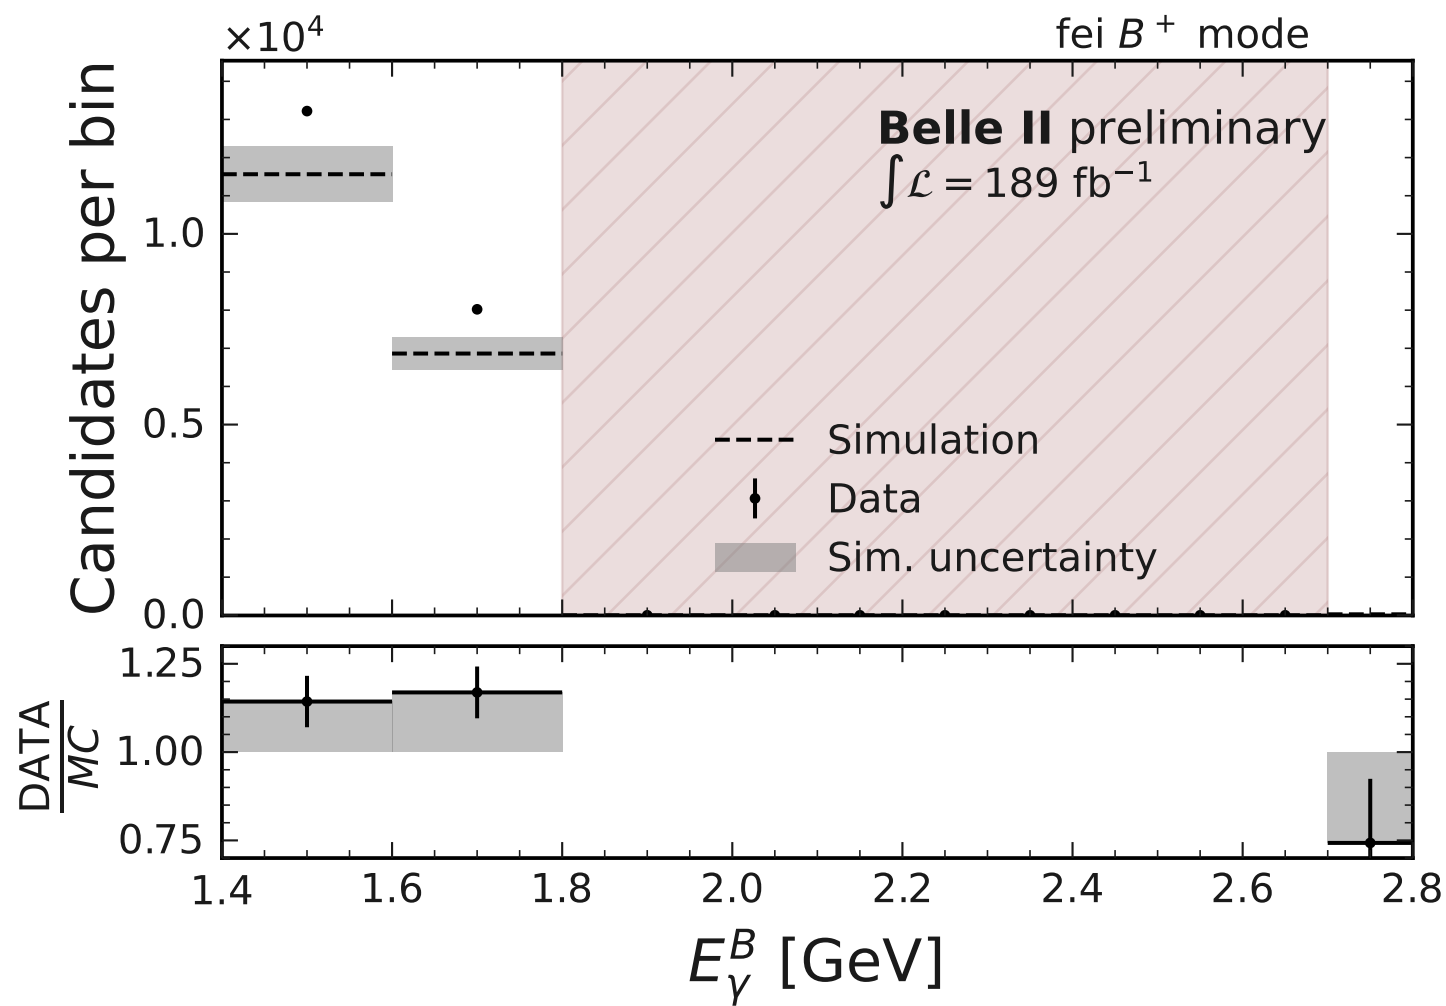 ×10⁴
fei B⁺ mode
Candidates per bin
1.0
0.5
0.0
Belle II preliminary
∫ℒ = 189 fb⁻¹
Simulation
Data
Sim. uncertainty
DATA
MC
1.25
1.00
0.75
1.4 1.6 1.8 2.0 2.2 2.4 2.6 2.8
E_γ^B [GeV]